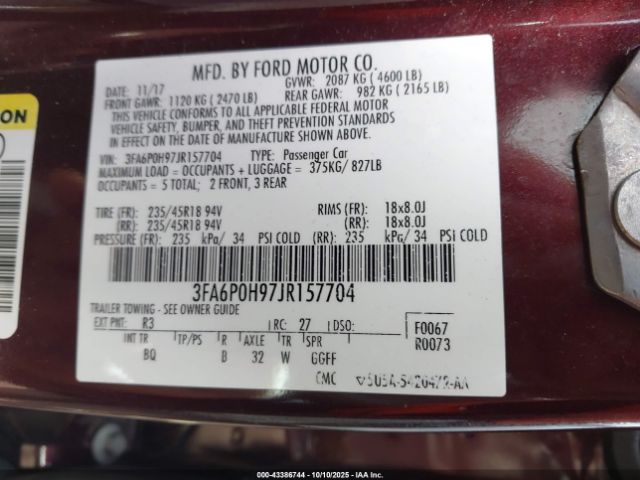 MFD. BY FORD MOTOR CO.
DATE: 11/17 GVWR: 2087 KG ( 4600 LB)
FRONT GAWR: 1120 KG ( 2470 LB) REAR GAWR: 982 KG ( 2165 LB)
THIS VEHICLE CONFORMS TO ALL APPLICABLE FEDERAL MOTOR
VEHICLE SAFETY, BUMPER, AND THEFT PREVENTION STANDARDS
IN EFFECT ON THE DATE OF MANUFACTURE SHOWN ABOVE.
VIN: 3FA6P0H97JR157704 TYPE: Passenger Car
MAXIMUM LOAD = OCCUPANTS + LUGGAGE = 375KG/ 827LB
OCCUPANTS = 5 TOTAL; 2 FRONT, 3 REAR
TIRE (FR): 235/45R18 94V RIMS (FR): 18x8.0J
(RR): 235/45R18 94V (RR): 18x8.0J
PRESSURE (FR): 235 kPa/ 34 PSI COLD (RR): 235 kPa/ 34 PSI COLD
3FA6P0H97JR157704
TRAILER TOWING - SEE OWNER GUIDE
EXT PNT: R3 RC: 27 DSO: F0067
INT TR TP/PS R AXLE TR SPR R0073
BQ B 32 W GGFF
CMC
ON
000-43386744 - 10/10/2025 - Copyright IAA, Inc.